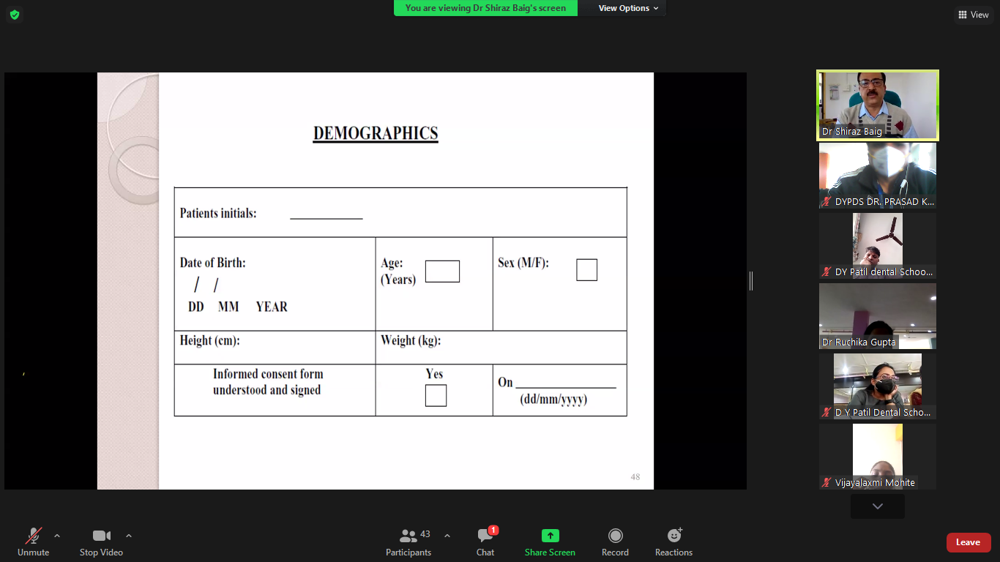 You are viewing Dr Shiraz Baig's screen
View Options
View
DEMOGRAPHICS
Patients initials: __________
Date of Birth:
/ /
DD MM YEAR
Age:
(Years)
Sex (M/F):
Height (cm):
Weight (kg):
Informed consent form
understood and signed
Yes
On ______________
(dd/mm/yyyy)
48
Dr Shiraz Baig
DYPDS DR. PRASAD K...
DY Patil dental Schoo...
Dr Ruchika Gupta
D Y Patil Dental Scho...
Vijayalaxmi Mohite
Unmute
Stop Video
43
Participants
1
Chat
Share Screen
Record
Reactions
Leave